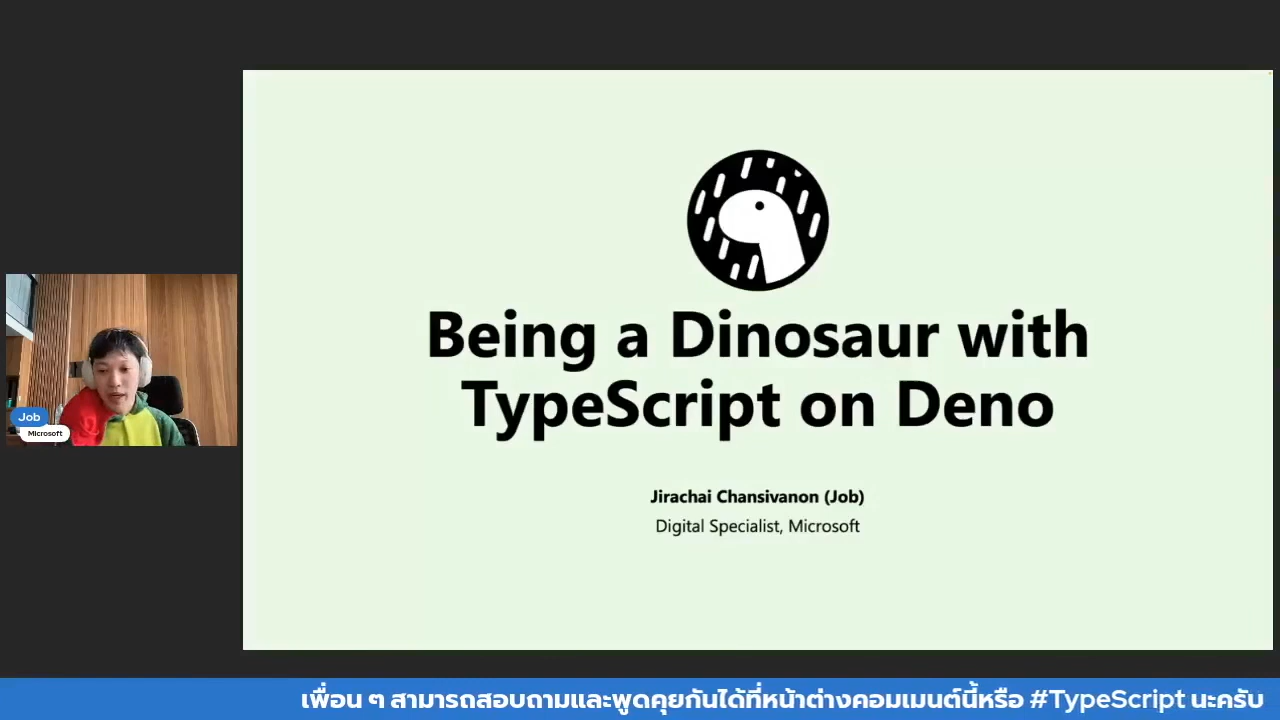 Being a Dinosaur with
TypeScript on Deno
Jirachai Chansivanon (Job)
Digital Specialist, Microsoft
Job
Microsoft
เพื่อน ๆ สามารถสอบถามและพูดคุยกันได้ที่หน้าต่างคอมเมนต์นี้หรือ #TypeScript นะครับ